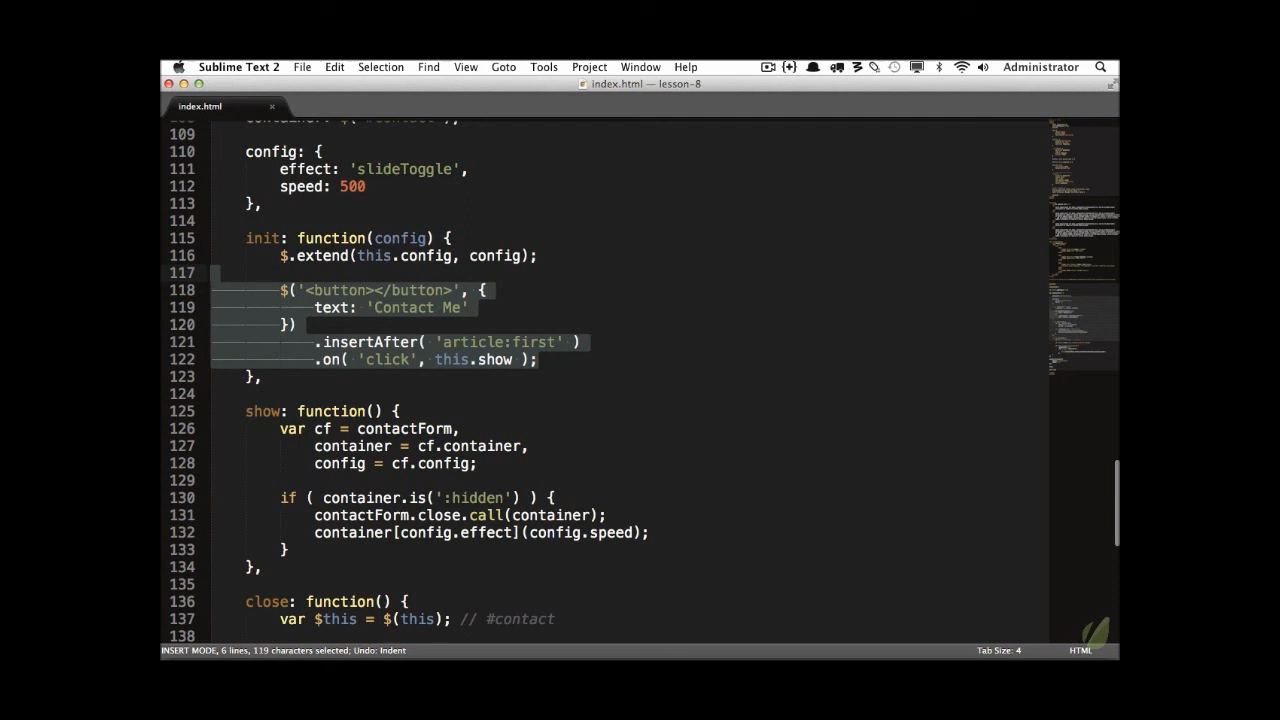 Sublime Text 2 File Edit Selection Find View Goto Tools Project Window Help Administrator
index.html — lesson-8
index.html ×
109
110 config: {
111 effect: 'slideToggle',
112 speed: 500
113 },
114
115 init: function(config) {
116 $.extend(this.config, config);
117
118 $('<button></button>', {
119 text: 'Contact Me'
120 })
121 .insertAfter( 'article:first' )
122 .on( 'click', this.show );
123 },
124
125 show: function() {
126 var cf = contactForm,
127 container = cf.container,
128 config = cf.config;
129
130 if ( container.is(':hidden') ) {
131 contactForm.close.call(container);
132 container[config.effect](config.speed);
133 }
134 },
135
136 close: function() {
137 var $this = $(this); // #contact
138
INSERT MODE, 6 lines, 119 characters selected; Undo: Indent Tab Size: 4 HTML